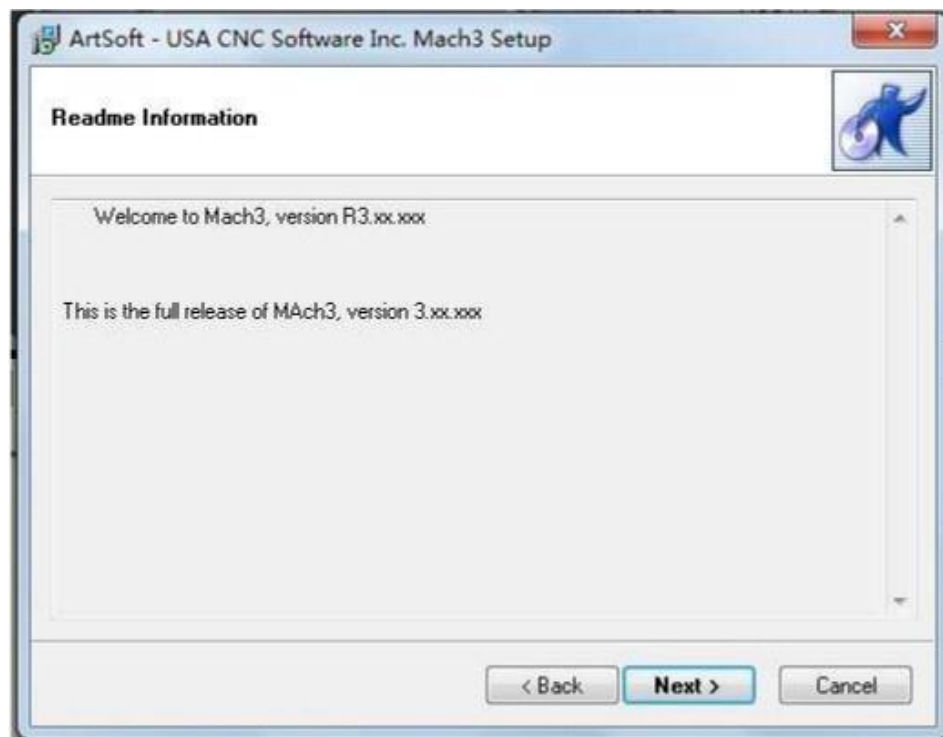 ArtSoft - USA CNC Software Inc. Mach3 Setup
Readme Information
Welcome to Mach3, version R3.xx.xxx
This is the full release of MAch3, version 3.xx.xxx
< Back Next > Cancel